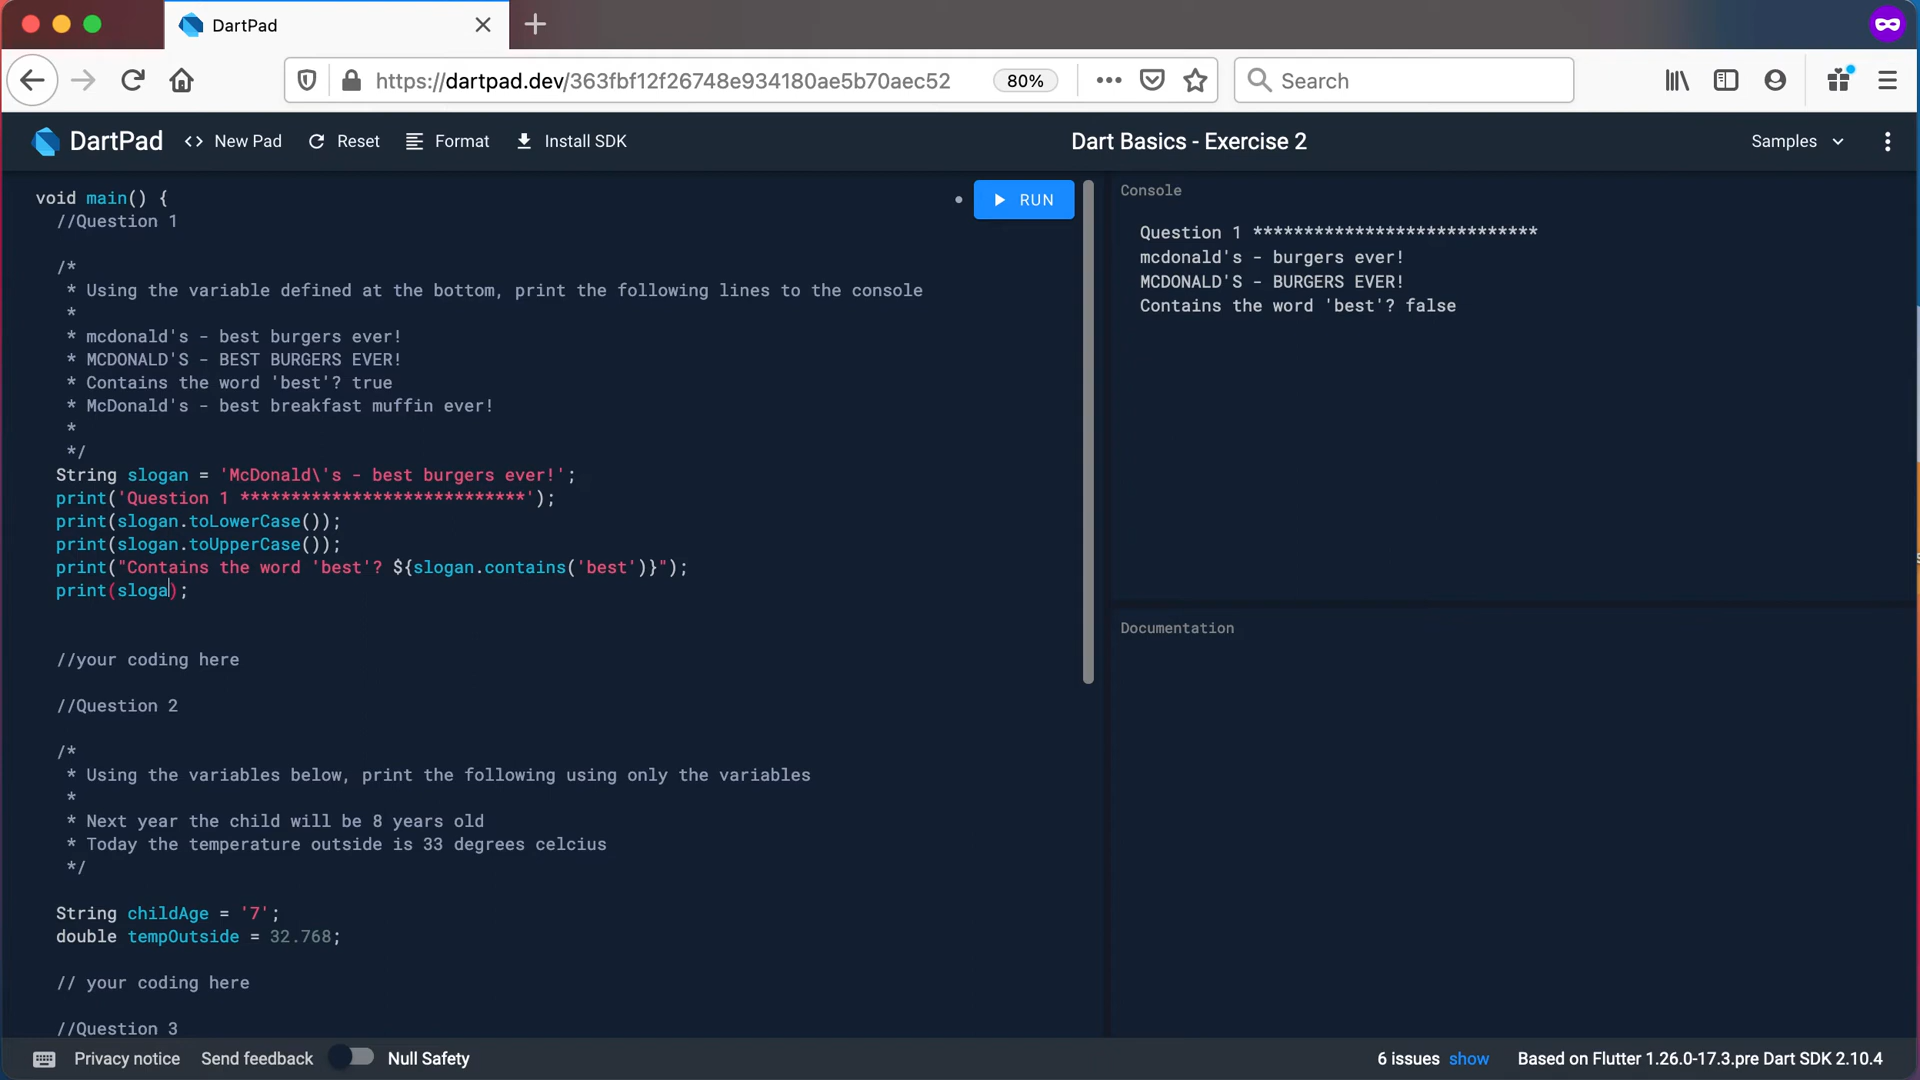 DartPad
https://dartpad.dev/363fbf12f26748e934180ae5b70aec52
80%
Search
DartPad
<> New Pad
Reset
Format
Install SDK
Dart Basics - Exercise 2
Samples
void main() {
//Question 1
/*
* Using the variable defined at the bottom, print the following lines to the console
*
* mcdonald's - best burgers ever!
* MCDONALD'S - BEST BURGERS EVER!
* Contains the word 'best'? true
* McDonald's - best breakfast muffin ever!
*
*/
String slogan = 'McDonald\'s - best burgers ever!';
print('Question 1 ****************************');
print(slogan.toLowerCase());
print(slogan.toUpperCase());
print("Contains the word 'best'? ${slogan.contains('best')}");
print(sloga);
//your coding here
//Question 2
/*
* Using the variables below, print the following using only the variables
*
* Next year the child will be 8 years old
* Today the temperature outside is 33 degrees celcius
*/
String childAge = '7';
double tempOutside = 32.768;
// your coding here
//Question 3
RUN
Console
Question 1 ****************************
mcdonald's - burgers ever!
MCDONALD'S - BURGERS EVER!
Contains the word 'best'? false
Documentation
Privacy notice
Send feedback
Null Safety
6 issues show
Based on Flutter 1.26.0-17.3.pre Dart SDK 2.10.4